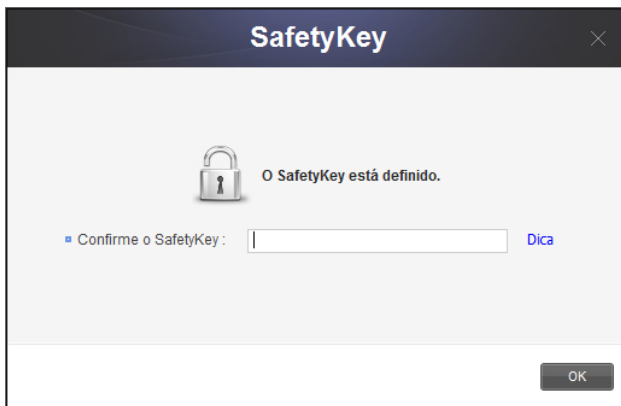 SafetyKey
O SafetyKey está definido.
Confirme o SafetyKey :
Dica
OK